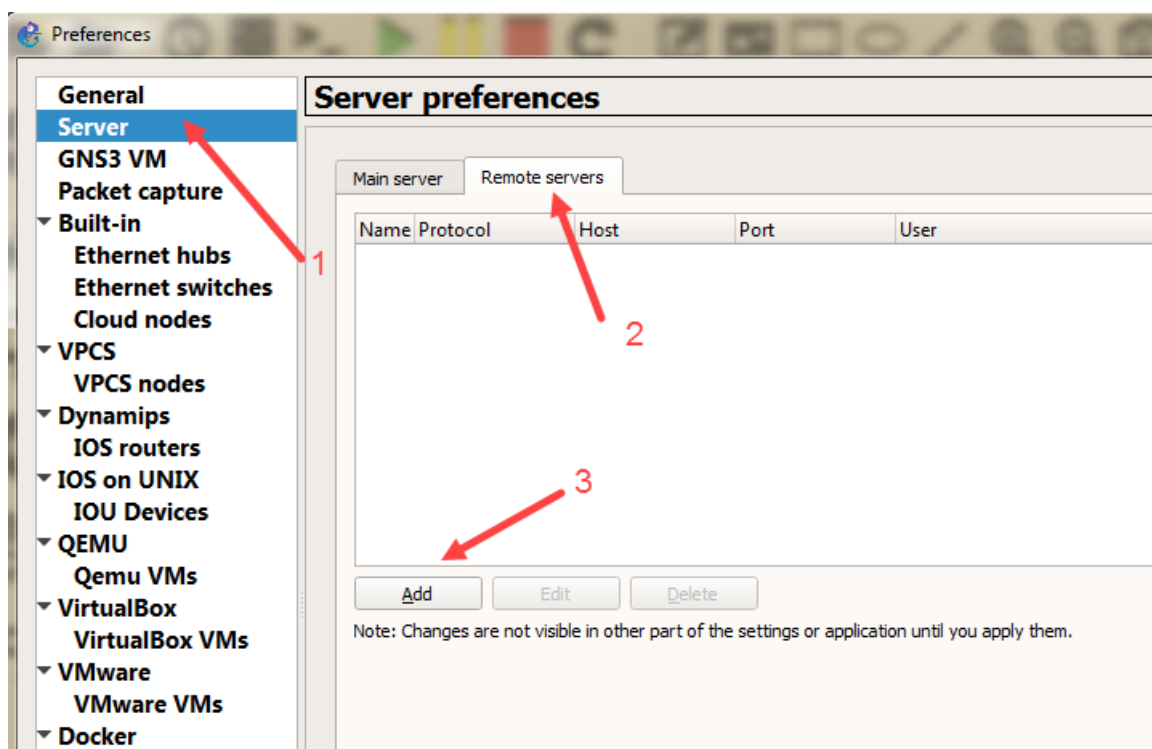 Preferences
General
Server
GNS3 VM
Packet capture
Built-in
Ethernet hubs
Ethernet switches
Cloud nodes
VPCS
VPCS nodes
Dynamips
IOS routers
IOS on UNIX
IOU Devices
QEMU
Qemu VMs
VirtualBox
VirtualBox VMs
VMware
VMware VMs
Docker
1
Server preferences
Main server Remote servers
Name Protocol Host Port User
2
3
Add Edit Delete
Note: Changes are not visible in other part of the settings or application until you apply them.